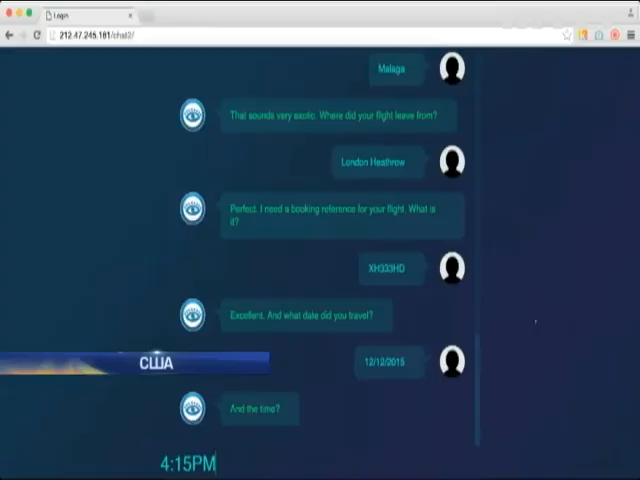 Login
212.47.245.181/chat2/
Malaga
That sounds very exotic. Where did your flight leave from?
London Heathrow
Perfect. I need a booking reference for your flight. What is
it?
XH333HD
Excellent. And what date did you travel?
США
12/12/2015
And the time?
4:15PM